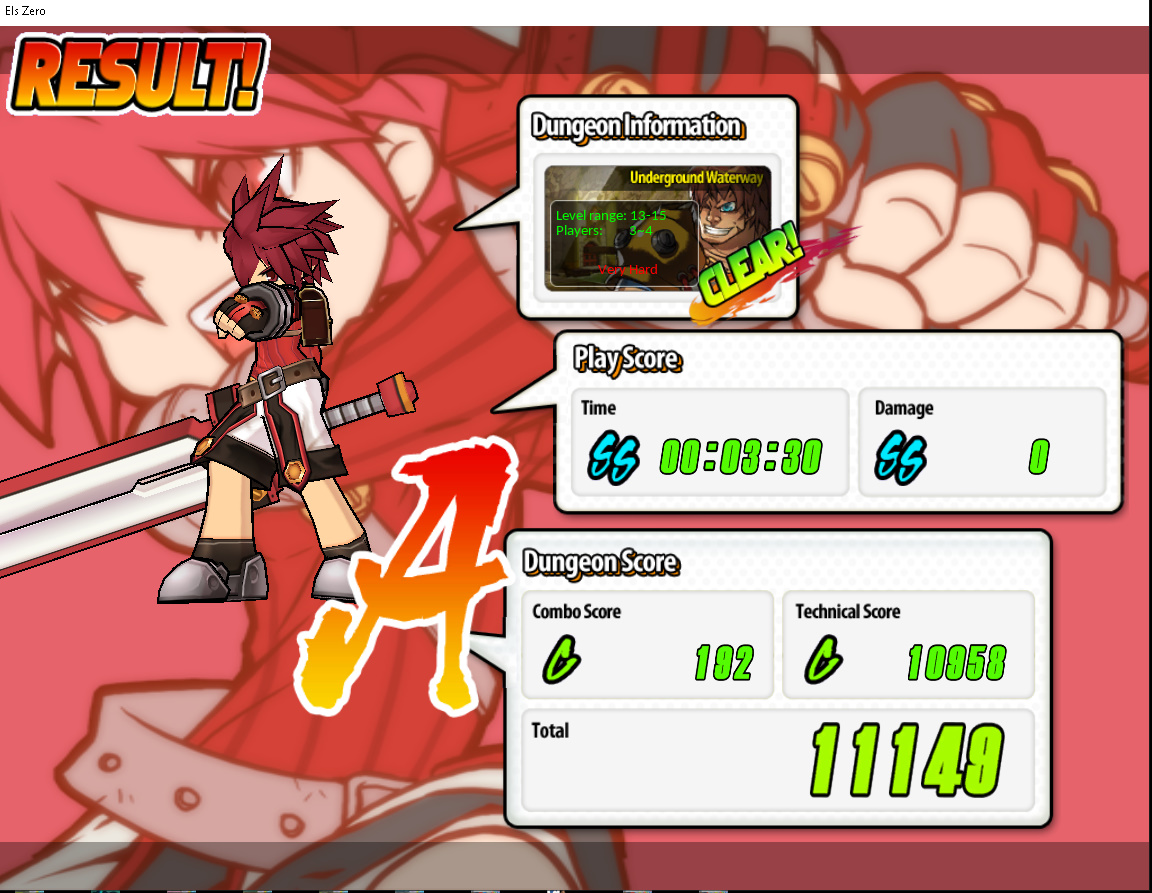 Els Zero
RESULT!
Dungeon Information
Underground Waterway
Level range: 13-15
Players: 3~4
Very Hard
CLEAR!
Play Score
Time
SS 00:03:30
Damage
SS 0
A
Dungeon Score
Combo Score
C 192
Technical Score
C 10958
Total
11149